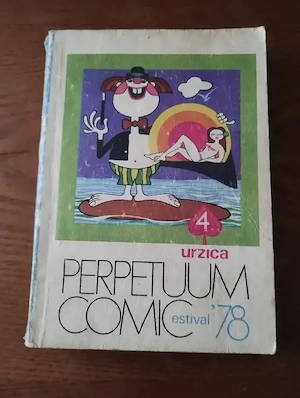 4
urzica
PERPETUUM
COMIC estival '78